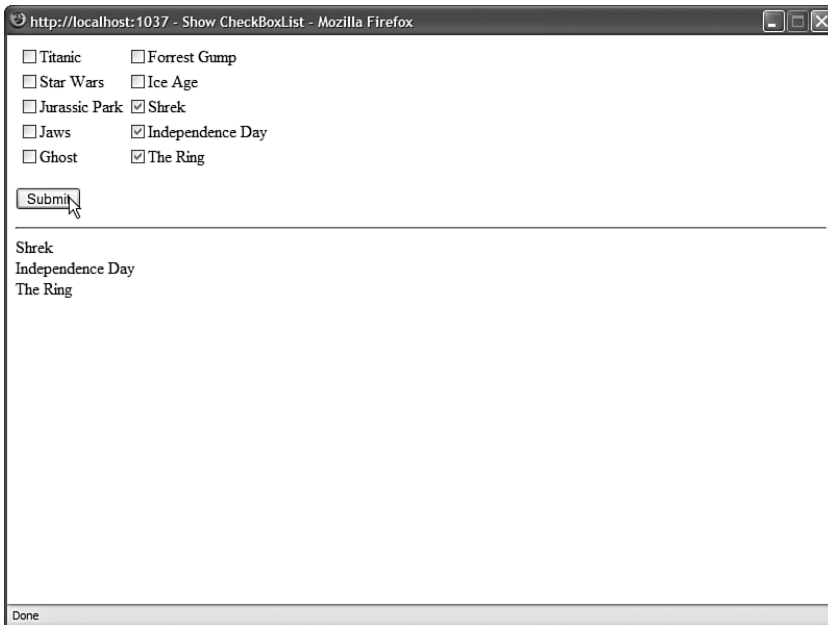 http://localhost:1037 - Show CheckBoxList - Mozilla Firefox
Titanic Forrest Gump
Star Wars Ice Age
Jurassic Park Shrek
Jaws Independence Day
Ghost The Ring
Submit
Shrek
Independence Day
The Ring
Done